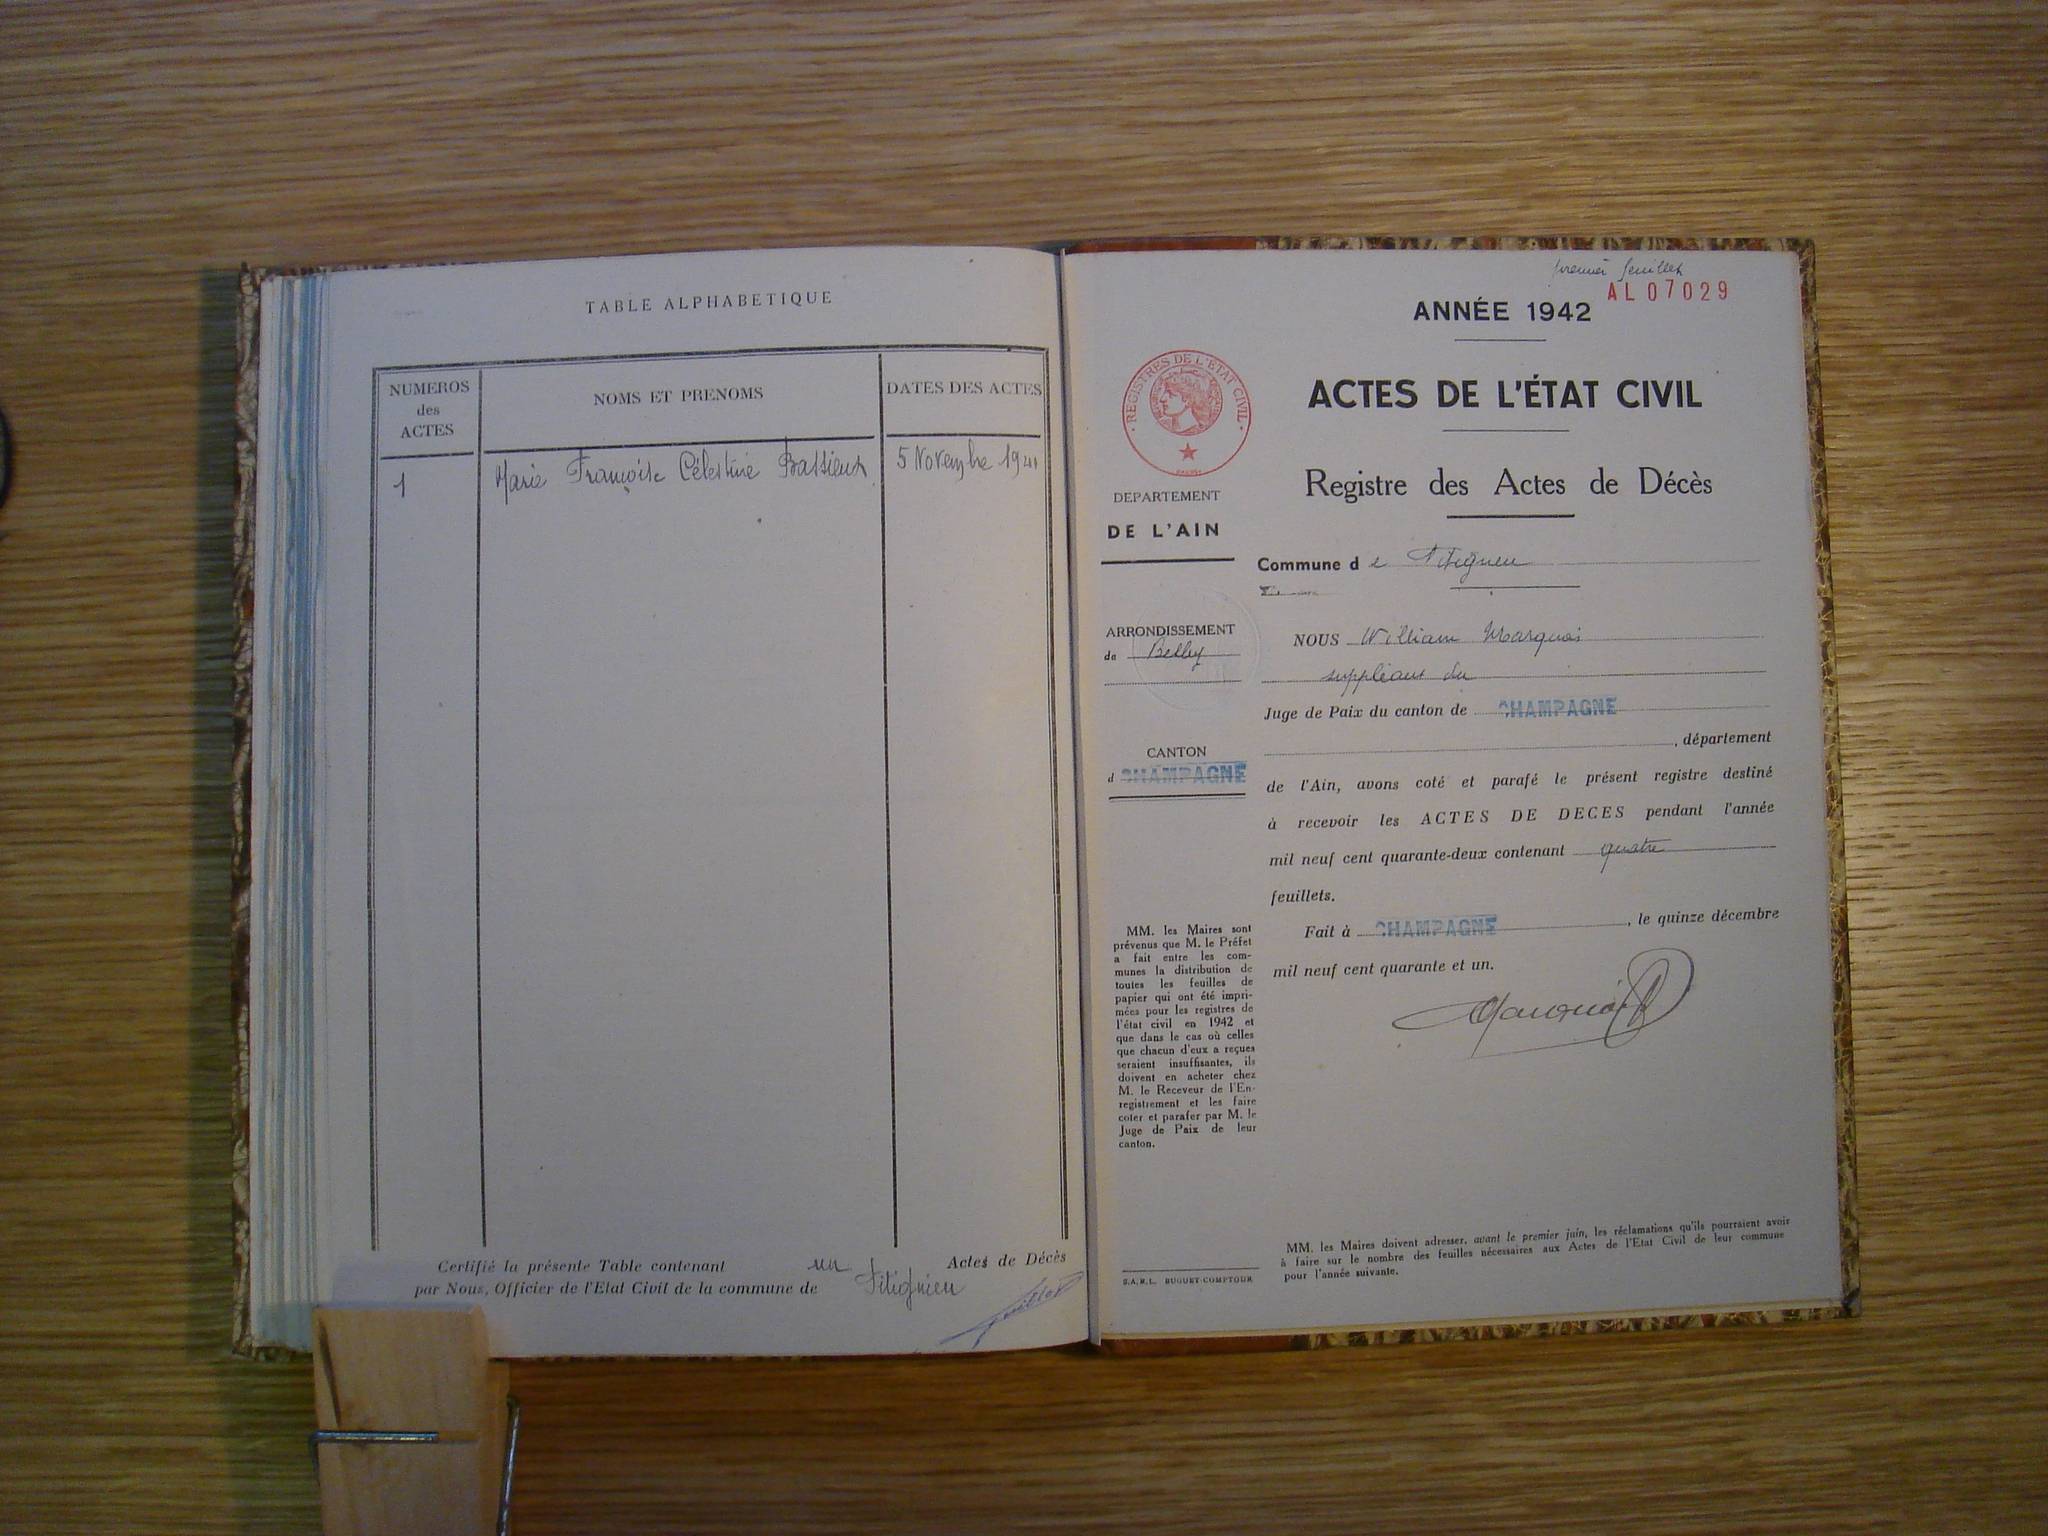 TABLE ALPHABETIQUE
NUMEROS
des
ACTES
NOMS ET PRENOMS
DATES DES ACTES
1
Marie Françoise Célestine
5 Novembre 1941
Certifié la présente Table contenant un Actes de Décès
par Nous, Officier de l'Etat Civil de la commune de
premier feuillet
AL 07029
ANNÉE 1942
REGISTRES DE L'ETAT CIVIL
ACTES DE L'ÉTAT CIVIL
Registre des Actes de Décès
DEPARTEMENT
DE L'AIN
Commune d e
ARRONDISSEMENT
de Belley
CANTON
d CHAMPAGNE
MM. les Maires sont
prévenus que M. le Préfet
a fait entre les com-
munes la distribution de
toutes les feuilles de
papier qui ont été impri-
mées pour les registres de
l'état civil en 1942 et
que dans le cas où celles
que chacun d'eux a reçues
seraient insuffisantes, ils
doivent en acheter chez
M. le Receveur de l'En-
registrement et les faire
coter et parafer par M. le
Juge de Paix de leur
canton.
S.A.R.L. BUGUET-COMPTOUR
NOUS William Marquis
suppléant du
Juge de Paix du canton de CHAMPAGNE
, département
de l'Ain, avons coté et parafé le présent registre destiné
à recevoir les ACTES DE DECES pendant l'année
mil neuf cent quarante-deux contenant quatre
feuillets.
Fait à CHAMPAGNE, le quinze décembre
mil neuf cent quarante et un.
MM. les Maires doivent adresser, avant le premier juin, les réclamations qu'ils pourraient avoir
à faire sur le nombre des feuilles nécessaires aux Actes de l'Etat Civil de leur commune
pour l'année suivante.